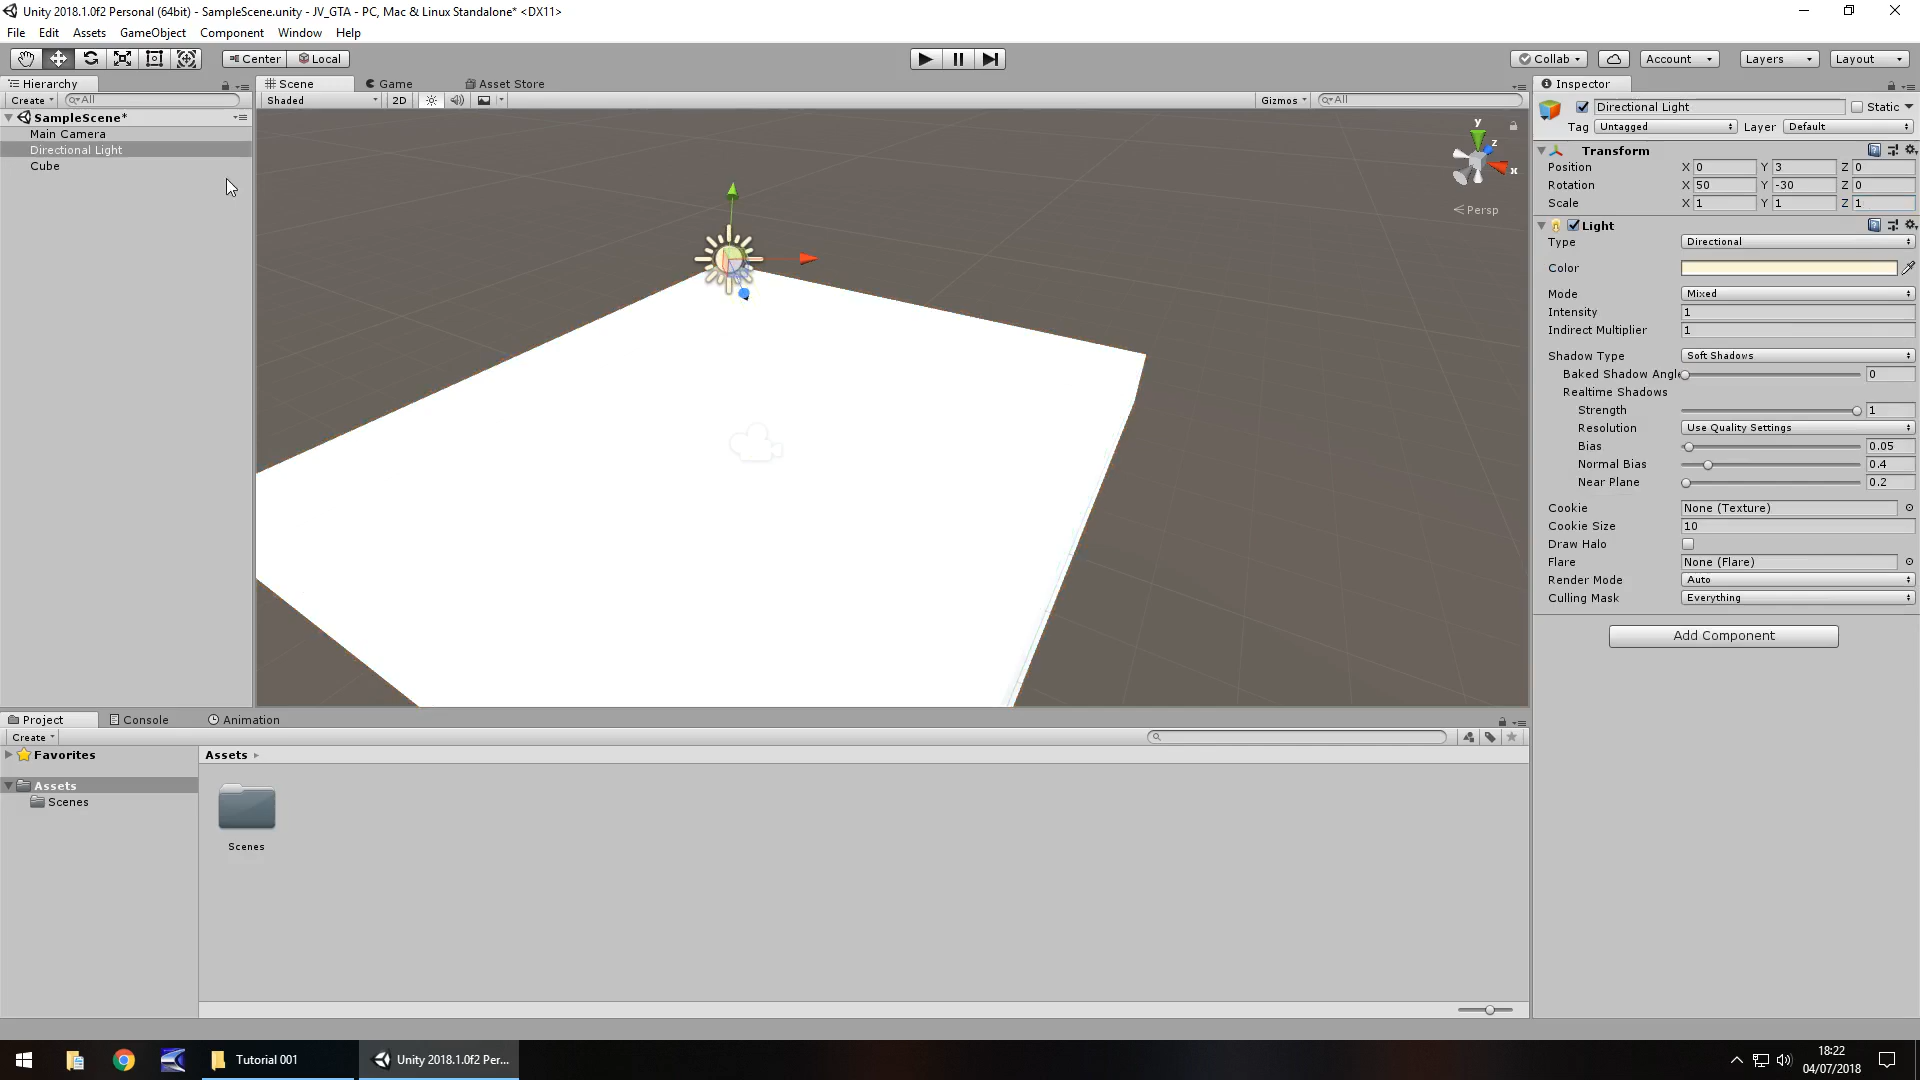 Unity 2018.1.0f2 Personal (64bit) - SampleScene.unity - JV_GTA - PC, Mac & Linux Standalone* <DX11>
File Edit Assets GameObject Component Window Help
Center Local Collab Account Layers Layout
Hierarchy Scene Game Asset Store Inspector
Create All Shaded 2D Gizmos All
SampleScene*
Main Camera
Directional Light
Cube
y
z
x
Persp
Directional Light Static
Tag Untagged Layer Default
Transform
Position X 0 Y 3 Z 0
Rotation X 50 Y -30 Z 0
Scale X 1 Y 1 Z 1
Light
Type Directional
Color
Mode Mixed
Intensity 1
Indirect Multiplier 1
Shadow Type Soft Shadows
Baked Shadow Angle 0
Realtime Shadows
Strength 1
Resolution Use Quality Settings
Bias 0.05
Normal Bias 0.4
Near Plane 0.2
Cookie None (Texture)
Cookie Size 10
Draw Halo
Flare None (Flare)
Render Mode Auto
Culling Mask Everything
Add Component
Project Console Animation
Create
Favorites
Assets
Scenes
Assets
Scenes
Tutorial 001
Unity 2018.1.0f2 Per...
18:22
04/07/2018